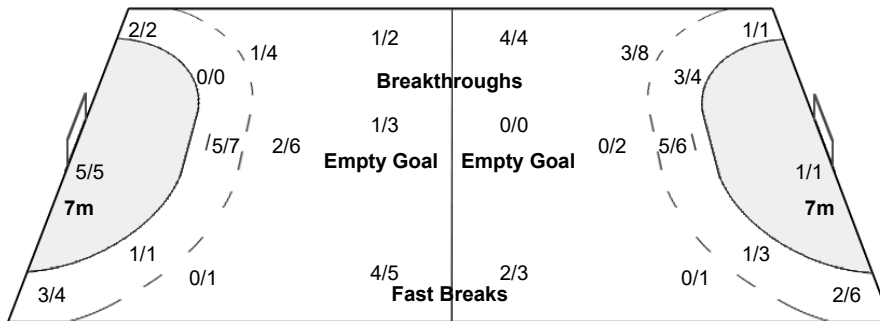 2/2 1/2 4/4 1/1
1/4 3/8
0/0 3/4
Breakthroughs
1/3 0/0
5/7 2/6 0/2 5/6
Empty Goal Empty Goal
5/5 1/1
7m 7m
1/1 1/3
0/1 4/5 2/3 0/1
3/4 Fast Breaks 2/6